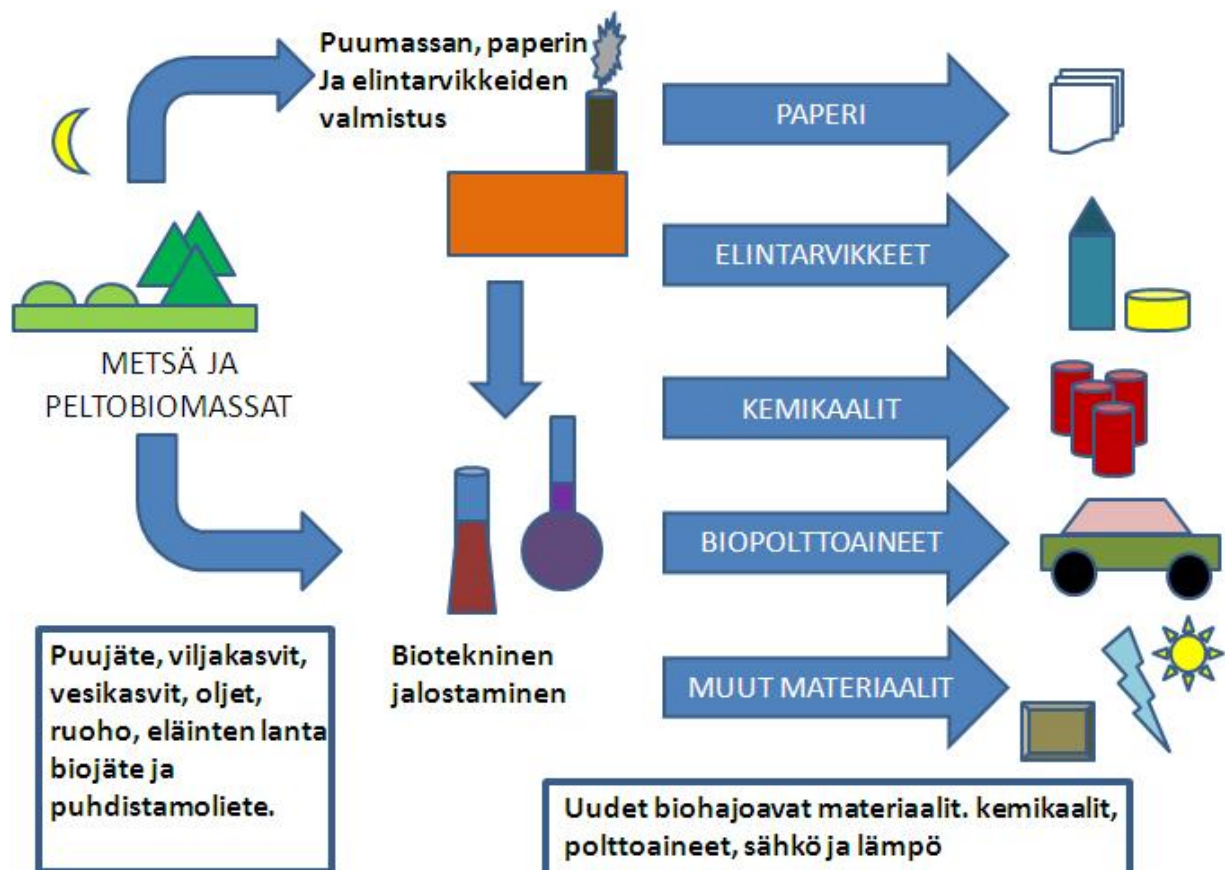 Puumassan, paperin
Ja elintarvikkeiden
valmistus
PAPERI
ELINTARVIKKEET
METSÄ JA
PELTOBIOMASSAT
KEMIKAALIT
BIOPOLTTOAINEET
MUUT MATERIAALIT
Biotekninen
jalostaminen
Puujäte, viljakasvit,
vesikasvit, oljet,
ruoho, eläinten lanta
biojäte ja
puhdistamoliete.
Uudet biohajoavat materiaalit. kemikaalit,
polttoaineet, sähkö ja lämpö